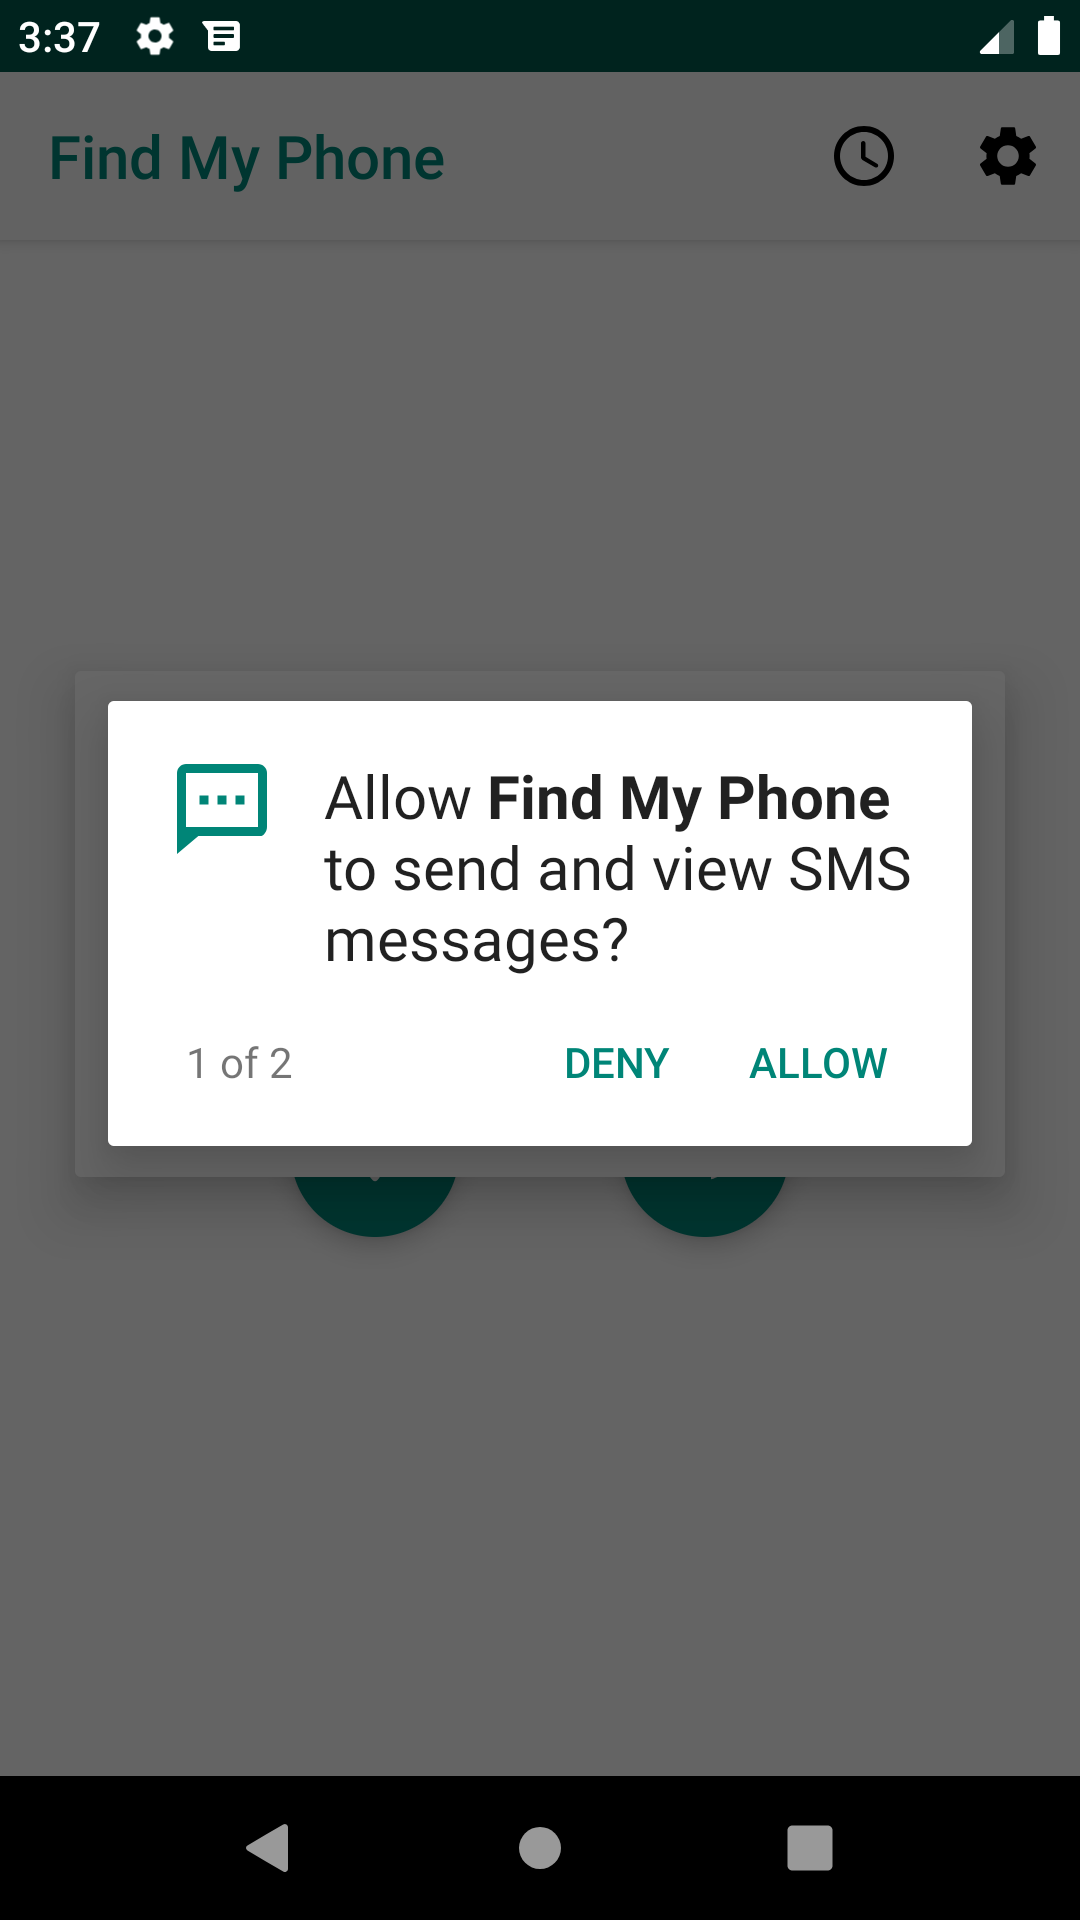 3:37
Find My Phone
Allow Find My Phone
to send and view SMS
messages?
1 of 2
DENY
ALLOW